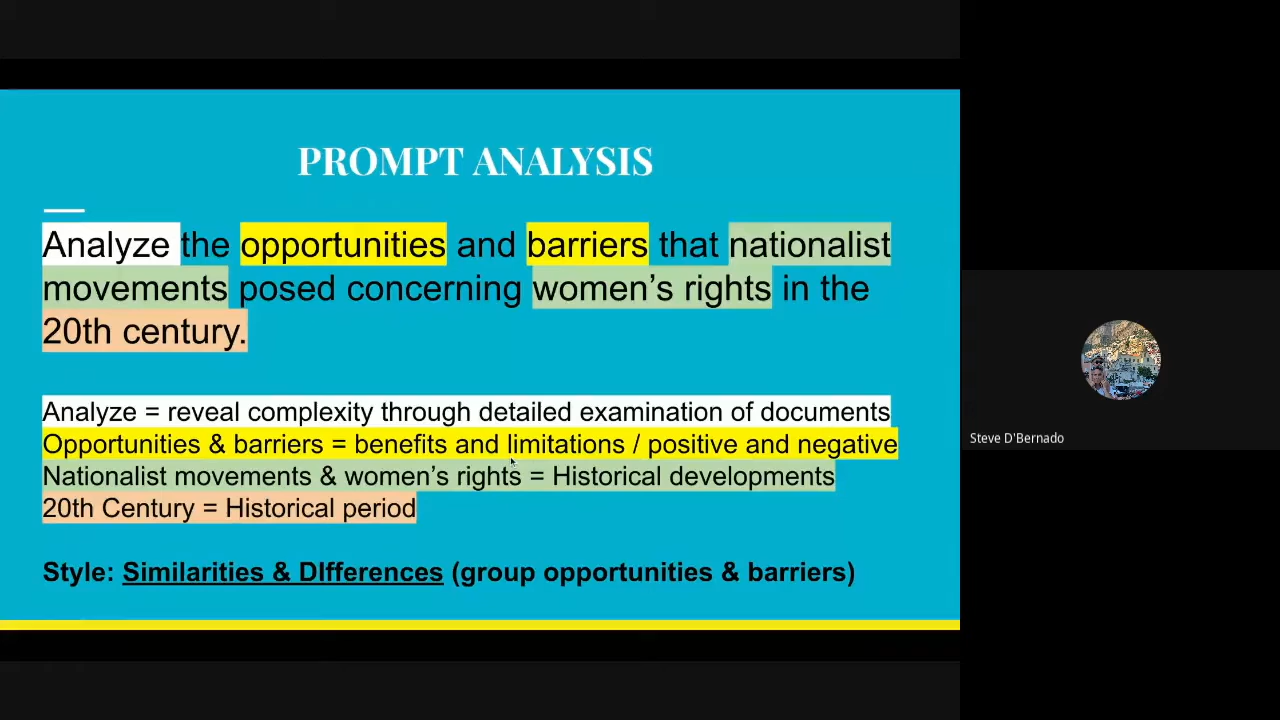 PROMPT ANALYSIS
Analyze the opportunities and barriers that nationalist
movements posed concerning women’s rights in the
20th century.
Analyze = reveal complexity through detailed examination of documents
Opportunities & barriers = benefits and limitations / positive and negative
Nationalist movements & women’s rights = Historical developments
20th Century = Historical period
Style: Similarities & DIfferences (group opportunities & barriers)
Steve D'Bernado